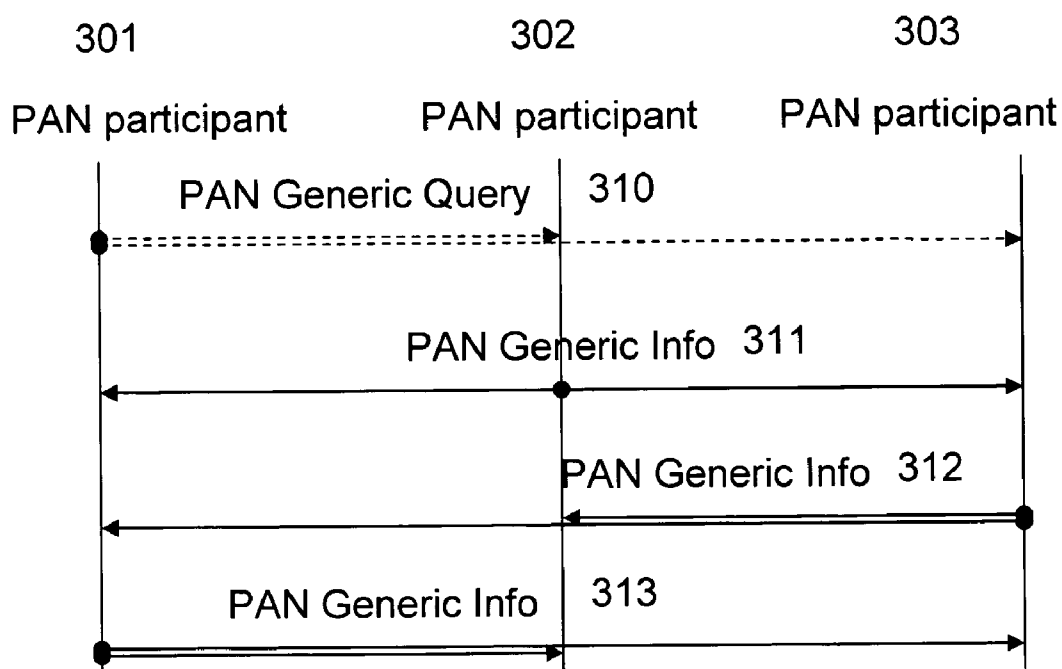 301 302 303
PAN participant PAN participant PAN participant
PAN Generic Query 310
PAN Generic Info 311
PAN Generic Info 312
PAN Generic Info 313